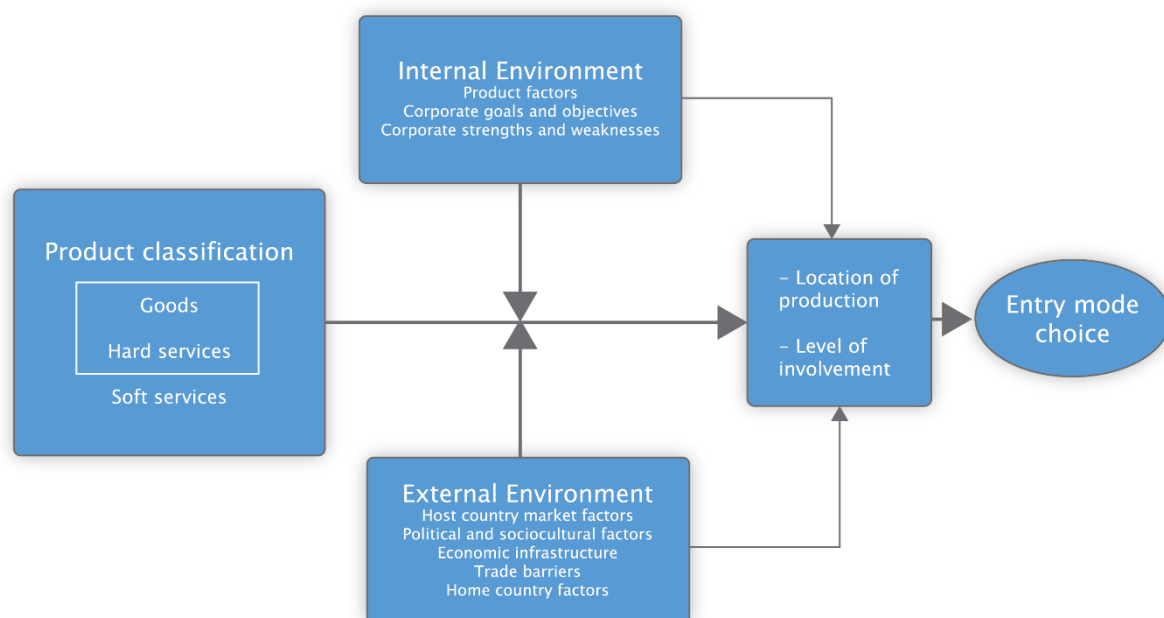 Internal Environment
Product factors
Corporate goals and objectives
Corporate strengths and weaknesses
Product classification
Goods
Hard services
Soft services
– Location of
production
– Level of
involvement
Entry mode
choice
External Environment
Host country market factors
Political and sociocultural factors
Economic infrastructure
Trade barriers
Home country factors